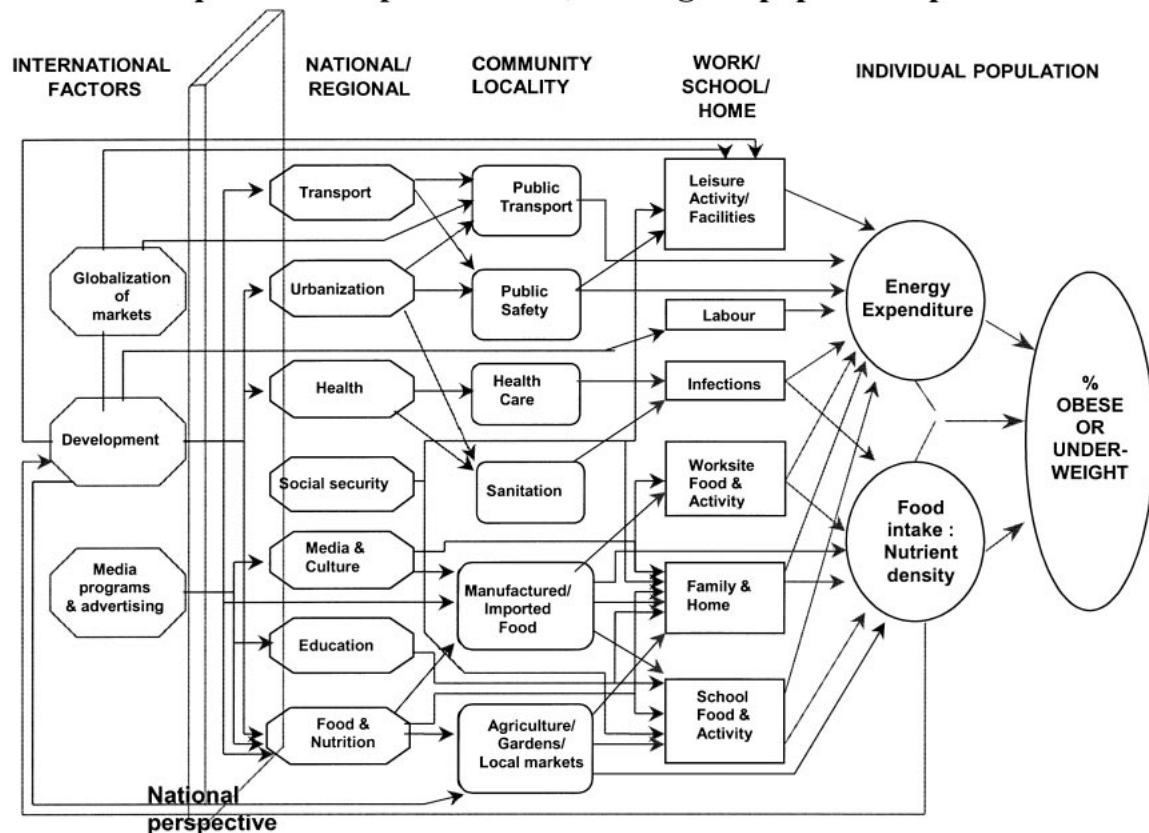 INTERNATIONAL
FACTORS
NATIONAL/
REGIONAL
COMMUNITY
LOCALITY
WORK/
SCHOOL/
HOME
INDIVIDUAL POPULATION
Globalization
of
markets
Development
Media
programs
& advertising
National
perspective
Transport
Urbanization
Health
Social security
Media &
Culture
Education
Food &
Nutrition
Public
Transport
Public
Safety
Health
Care
Sanitation
Manufactured/
Imported
Food
Agriculture/
Gardens/
Local markets
Leisure
Activity/
Facilities
Labour
Infections
Worksite
Food &
Activity
Family &
Home
School
Food &
Activity
Energy
Expenditure
Food
intake :
Nutrient
density
%
OBESE
OR
UNDER-
WEIGHT